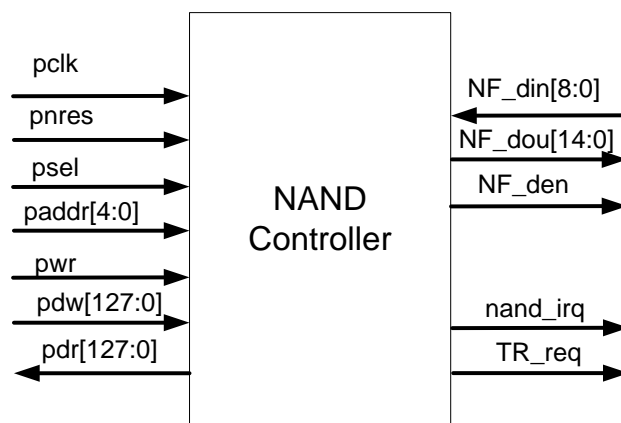 pclk
pnres
psel
paddr[4:0]
pwr
pdw[127:0]
pdr[127:0]
NAND
Controller
NF_din[8:0]
NF_dou[14:0]
NF_den
nand_irq
TR_req